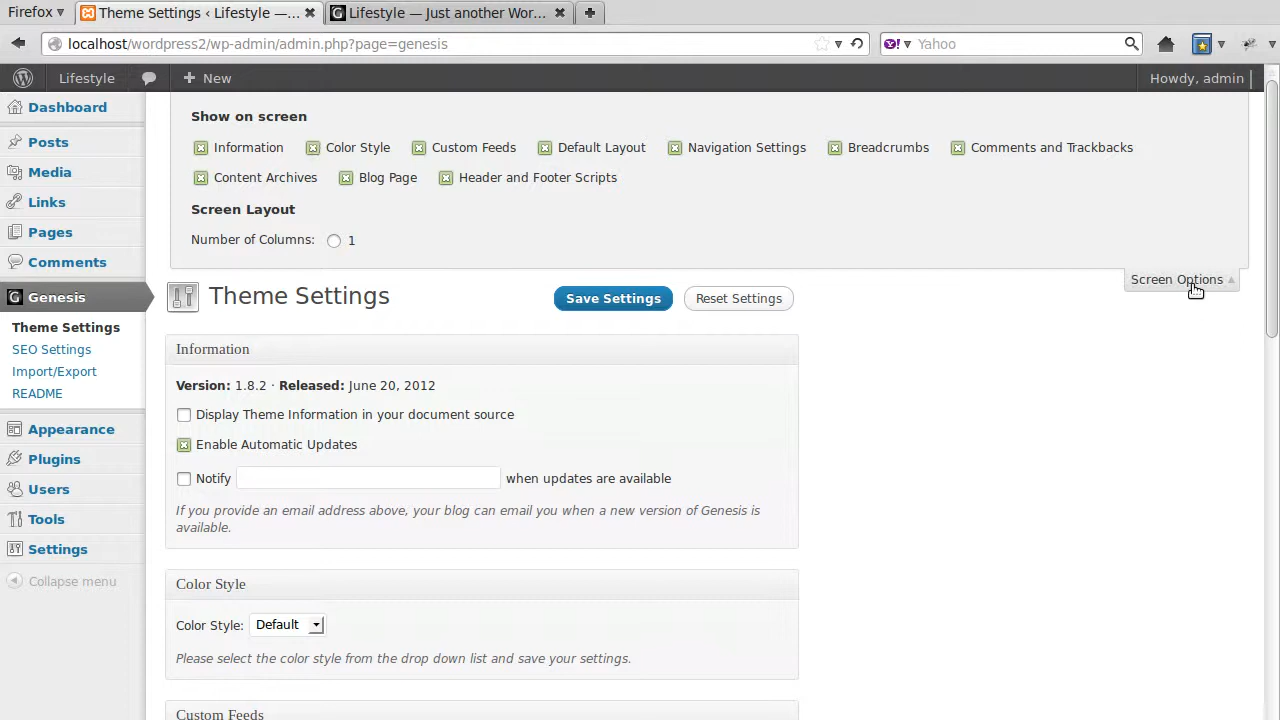 Firefox
Theme Settings ‹ Lifestyle —...
Lifestyle — Just another Wor...
localhost/wordpress2/wp-admin/admin.php?page=genesis
Yahoo
Lifestyle
New
Howdy, admin
Dashboard
Posts
Media
Links
Pages
Comments
Genesis
Theme Settings
SEO Settings
Import/Export
README
Appearance
Plugins
Users
Tools
Settings
Collapse menu
Show on screen
Information Color Style Custom Feeds Default Layout Navigation Settings Breadcrumbs Comments and Trackbacks
Content Archives Blog Page Header and Footer Scripts
Screen Layout
Number of Columns: 1
Screen Options
Theme Settings
Save Settings
Reset Settings
Information
Version: 1.8.2 · Released: June 20, 2012
Display Theme Information in your document source
Enable Automatic Updates
Notify when updates are available
If you provide an email address above, your blog can email you when a new version of Genesis is
available.
Color Style
Color Style: Default
Please select the color style from the drop down list and save your settings.
Custom Feeds